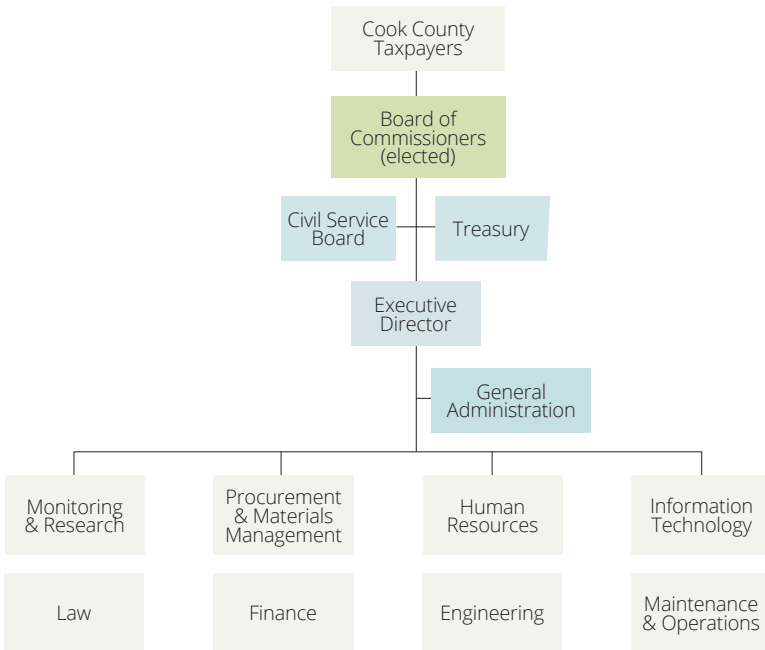 Cook County
Taxpayers
Board of
Commissioners
(elected)
Civil Service
Board
Treasury
Executive
Director
General
Administration
Monitoring
& Research
Procurement
& Materials
Management
Human
Resources
Information
Technology
Law
Finance
Engineering
Maintenance
& Operations